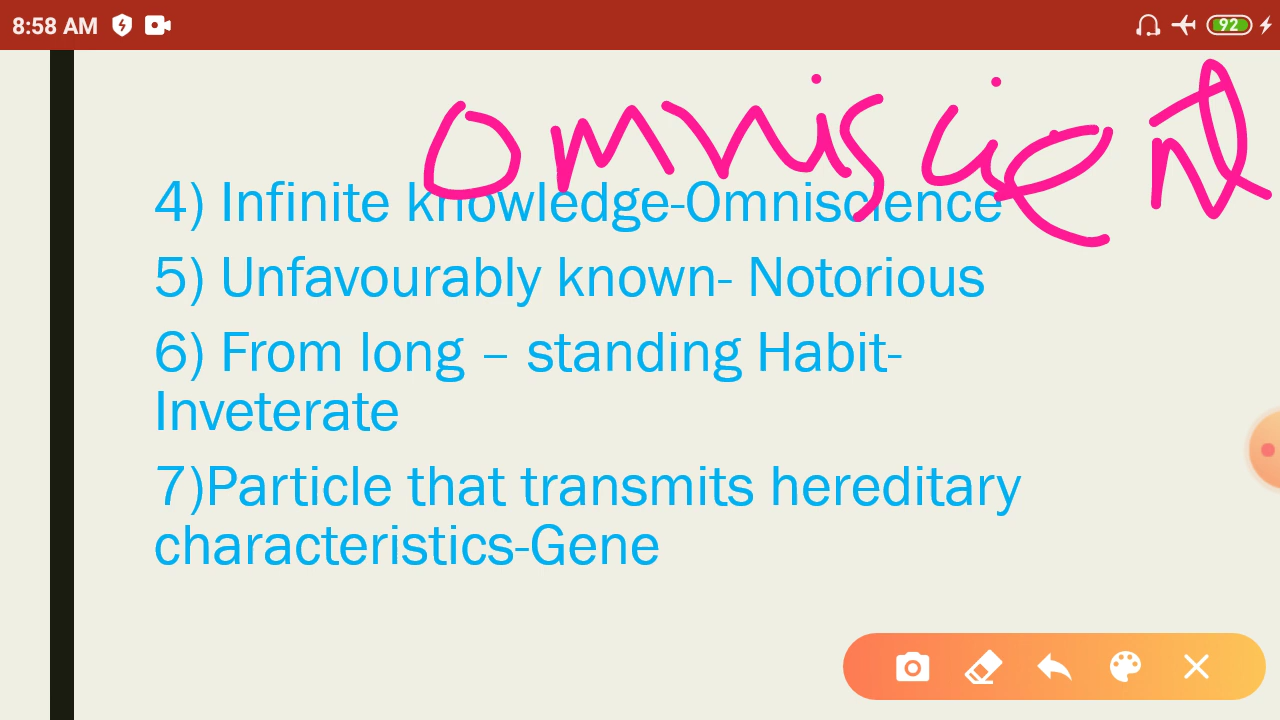 8:58 AM
92
omniscient
4) Infinite knowledge-Omniscience
5) Unfavourably known- Notorious
6) From long – standing Habit-
Inveterate
7)Particle that transmits hereditary
characteristics-Gene